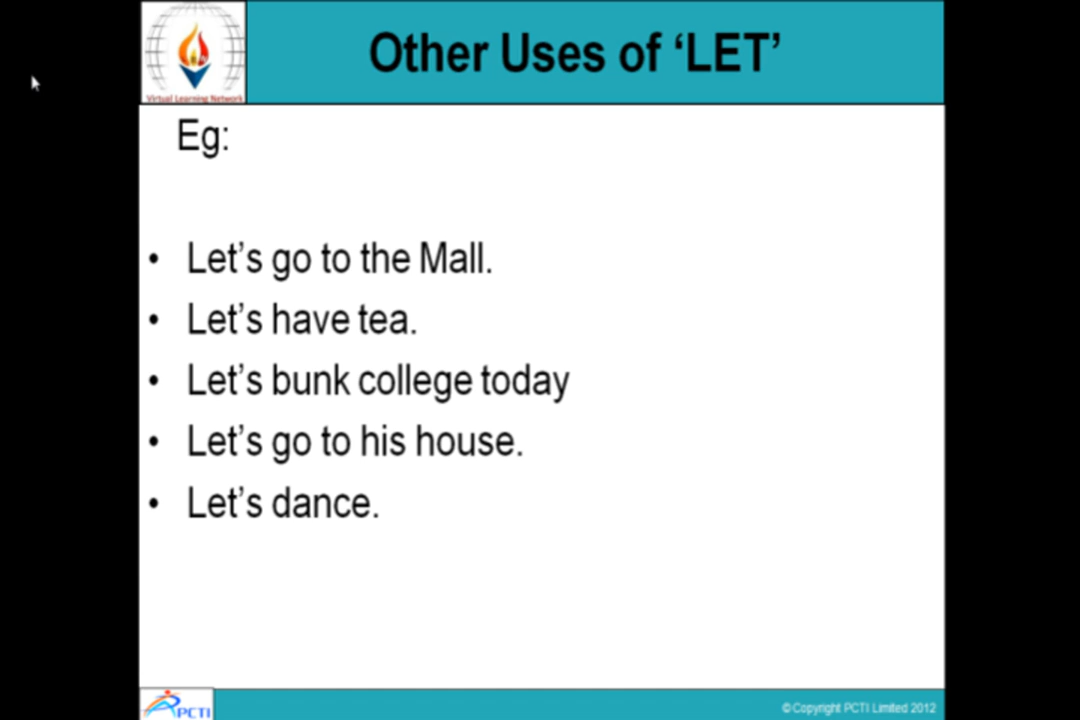 Other Uses of ‘LET’
Virtual Learning Network
Eg:
• Let’s go to the Mall.
• Let’s have tea.
• Let’s bunk college today
• Let’s go to his house.
• Let’s dance.
PCTI
©Copyright PCTI Limited 2012